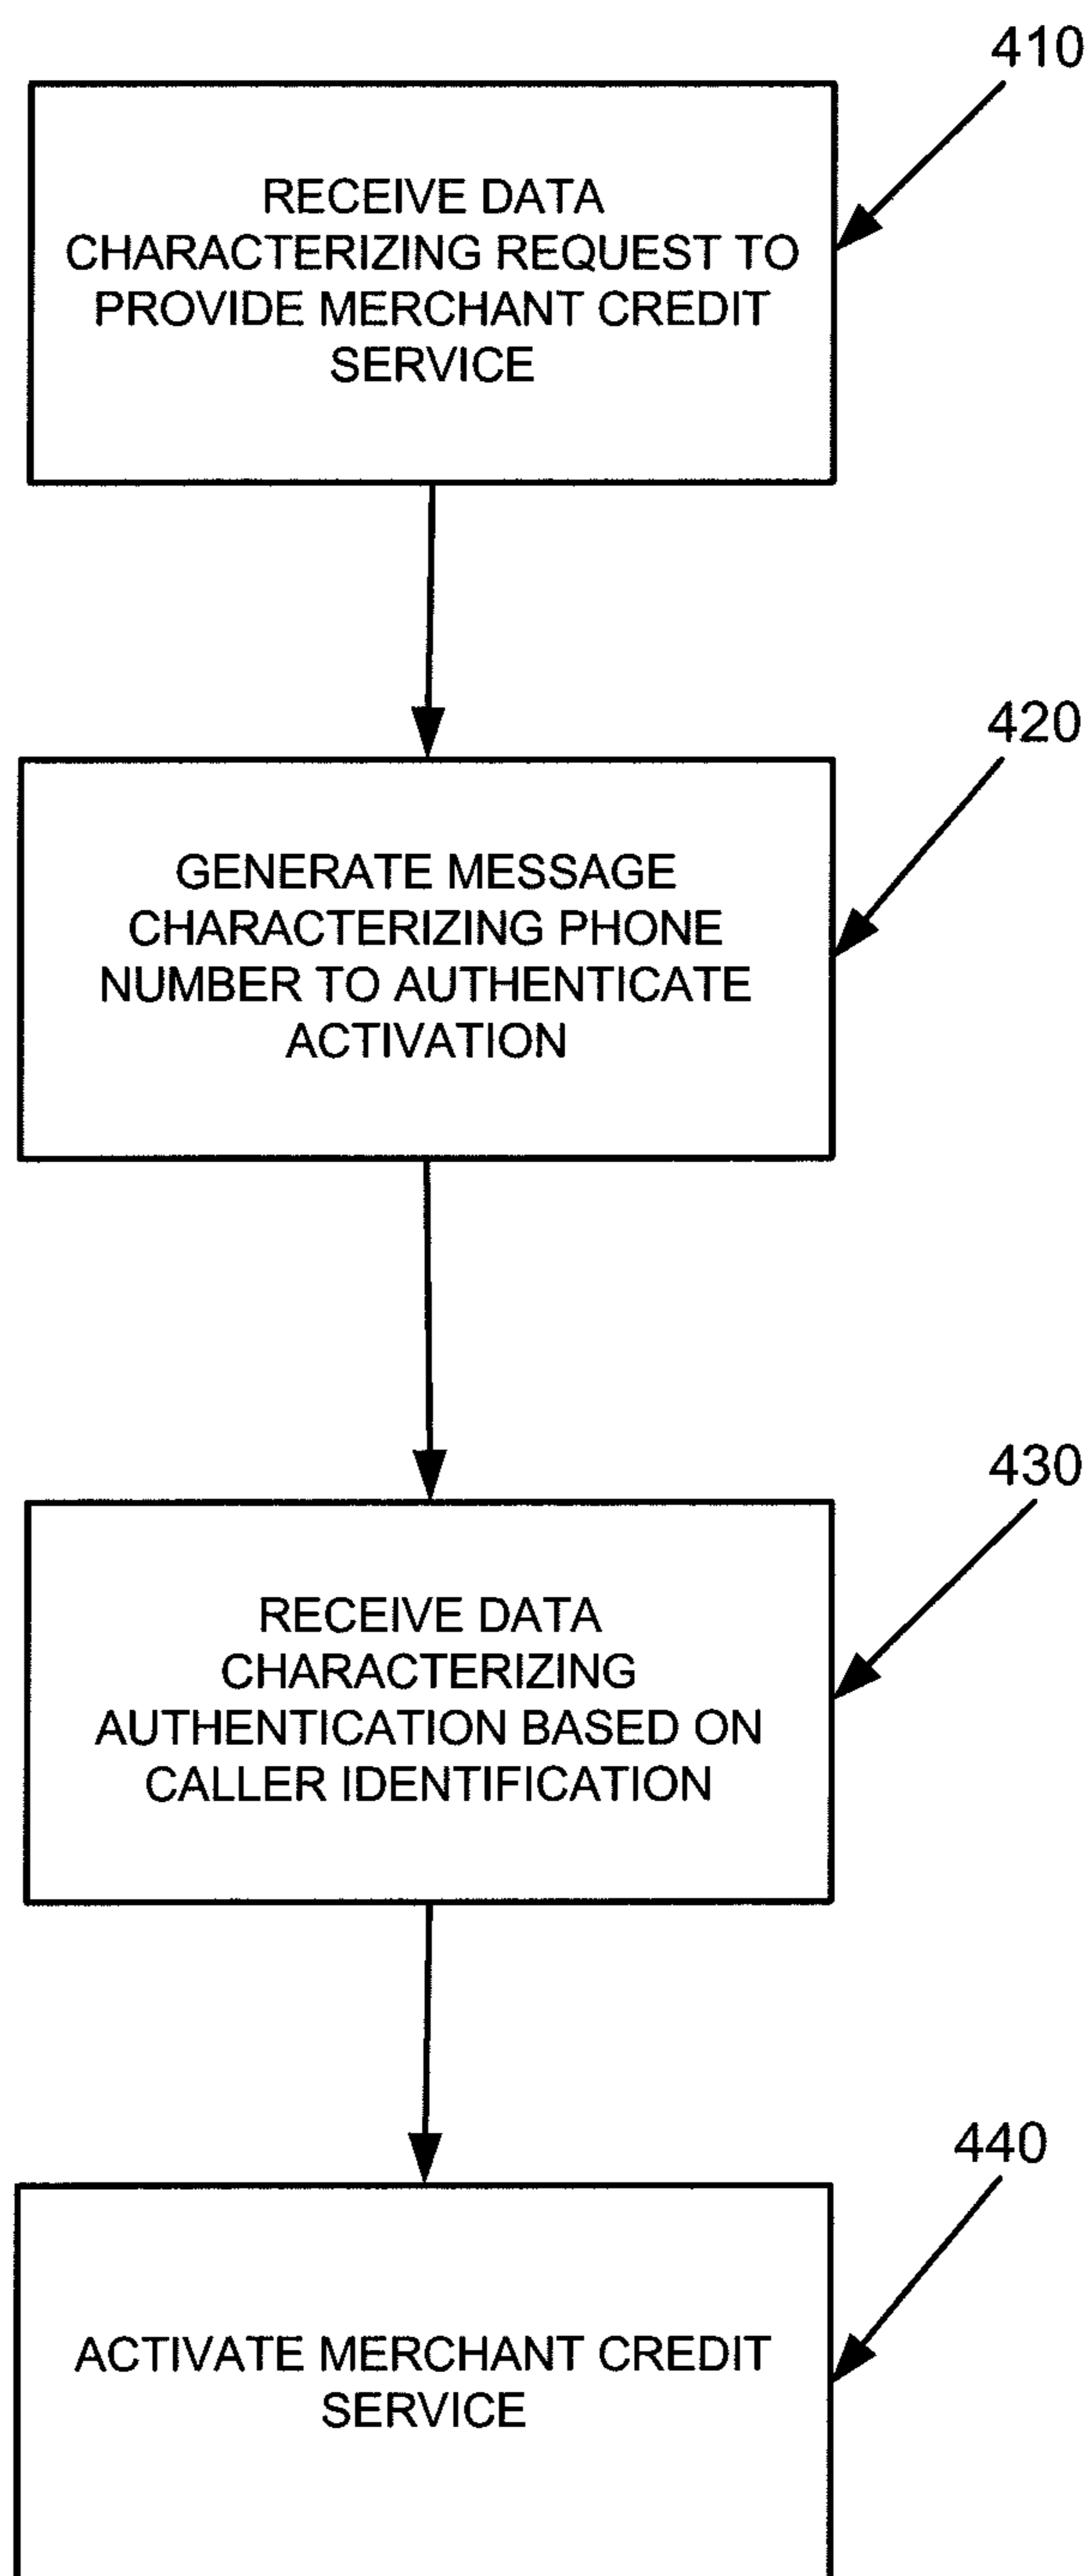 410
RECEIVE DATA
CHARACTERIZING REQUEST TO
PROVIDE MERCHANT CREDIT
SERVICE
420
GENERATE MESSAGE
CHARACTERIZING PHONE
NUMBER TO AUTHENTICATE
ACTIVATION
430
RECEIVE DATA
CHARACTERIZING
AUTHENTICATION BASED ON
CALLER IDENTIFICATION
440
ACTIVATE MERCHANT CREDIT
SERVICE